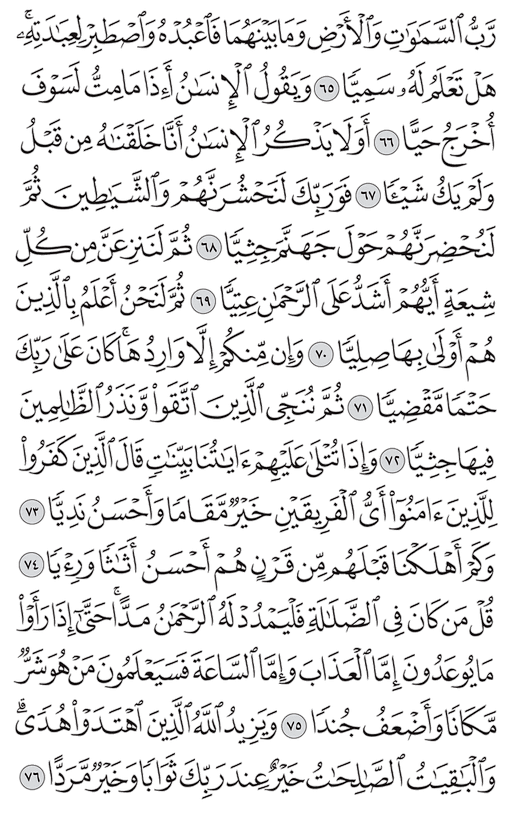 رَّبُّ ٱلسَّمَٰوَٰتِ وَٱلْأَرْضِ وَمَا بَيْنَهُمَا فَٱعْبُدْهُ وَٱصْطَبِرْ لِعِبَٰدَتِهِۦۚ
هَلْ تَعْلَمُ لَهُۥ سَمِيًّا ٦٥ وَيَقُولُ ٱلْإِنسَٰنُ أَءِذَا مَا مِتُّ لَسَوْفَ
أُخْرَجُ حَيًّا ٦٦ أَوَلَا يَذْكُرُ ٱلْإِنسَٰنُ أَنَّا خَلَقْنَٰهُ مِن قَبْلُ
وَلَمْ يَكُ شَيْـًٔا ٦٧ فَوَرَبِّكَ لَنَحْشُرَنَّهُمْ وَٱلشَّيَٰطِينَ ثُمَّ
لَنُحْضِرَنَّهُمْ حَوْلَ جَهَنَّمَ جِثِيًّا ٦٨ ثُمَّ لَنَنزِعَنَّ مِن كُلِّ
شِيعَةٍ أَيُّهُمْ أَشَدُّ عَلَى ٱلرَّحْمَٰنِ عِتِيًّا ٦٩ ثُمَّ لَنَحْنُ أَعْلَمُ بِٱلَّذِينَ
هُمْ أَوْلَىٰ بِهَا صِلِيًّا ٧٠ وَإِن مِّنكُمْ إِلَّا وَارِدُهَاۚ كَانَ عَلَىٰ رَبِّكَ
حَتْمًا مَّقْضِيًّا ٧١ ثُمَّ نُنَجِّى ٱلَّذِينَ ٱتَّقَوا۟ وَّنَذَرُ ٱلظَّٰلِمِينَ
فِيهَا جِثِيًّا ٧٢ وَإِذَا تُتْلَىٰ عَلَيْهِمْ ءَايَٰتُنَا بَيِّنَٰتٍ قَالَ ٱلَّذِينَ كَفَرُوا۟
لِلَّذِينَ ءَامَنُوٓا۟ أَىُّ ٱلْفَرِيقَيْنِ خَيْرٌ مَّقَامًا وَأَحْسَنُ نَدِيًّا ٧٣
وَكَمْ أَهْلَكْنَا قَبْلَهُم مِّن قَرْنٍ هُمْ أَحْسَنُ أَثَٰثًا وَرِءْيًا ٧٤
قُلْ مَن كَانَ فِى ٱلضَّلَٰلَةِ فَلْيَمْدُدْ لَهُ ٱلرَّحْمَٰنُ مَدًّاۚ حَتَّىٰٓ إِذَا رَأَوْا۟
مَا يُوعَدُونَ إِمَّا ٱلْعَذَابَ وَإِمَّا ٱلسَّاعَةَ فَسَيَعْلَمُونَ مَنْ هُوَ شَرٌّ
مَّكَانًا وَأَضْعَفُ جُندًا ٧٥ وَيَزِيدُ ٱللَّهُ ٱلَّذِينَ ٱهْتَدَوْا۟ هُدًىۗ
وَٱلْبَٰقِيَٰتُ ٱلصَّٰلِحَٰتُ خَيْرٌ عِندَ رَبِّكَ ثَوَابًا وَخَيْرٌ مَّرَدًّا ٧٦